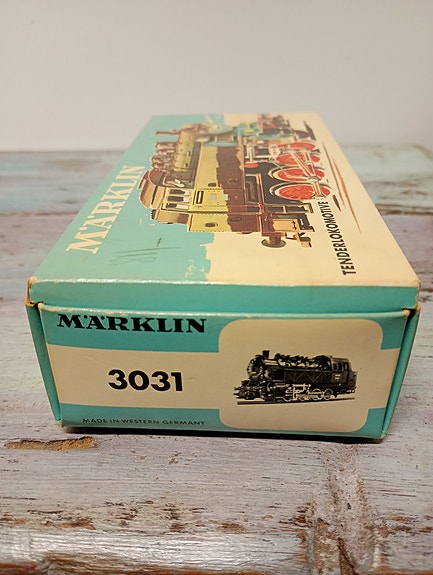 MÄRKLIN
TENDERLOKOMOTIVE
MÄRKLIN
3031
MADE IN WESTERN GERMANY